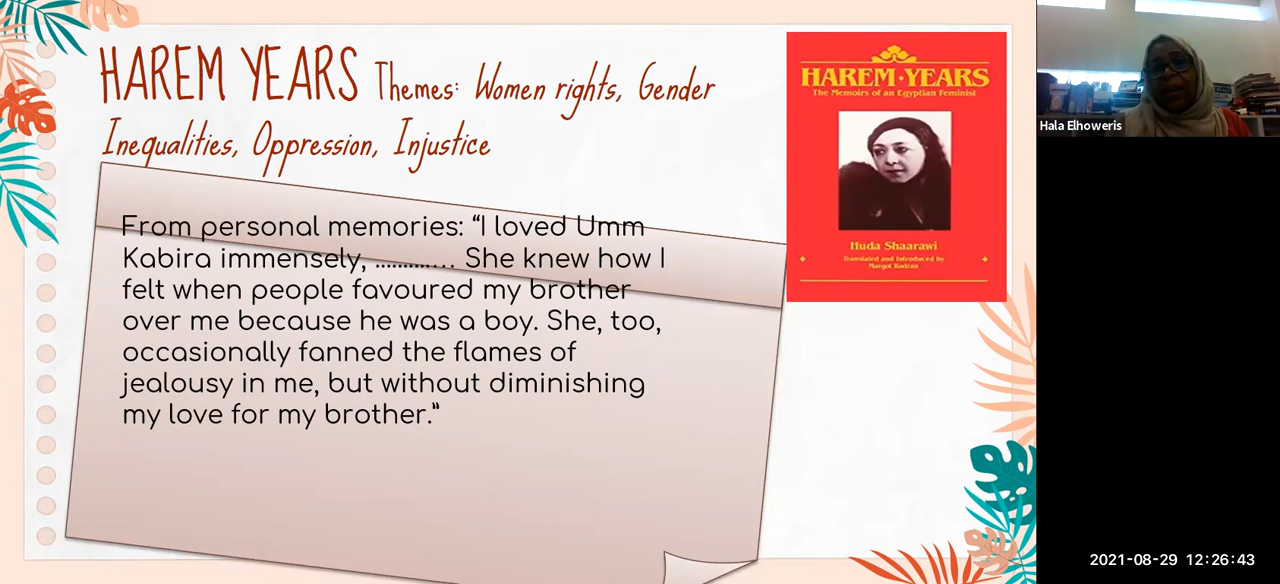 HAREM YEARS Themes: Women rights, Gender
Inequalities, Oppression, Injustice
From personal memories: “I loved Umm
Kabira immensely, ………….. She knew how I
felt when people favoured my brother
over me because he was a boy. She, too,
occasionally fanned the flames of
jealousy in me, but without diminishing
my love for my brother.”
HAREM·YEARS
The Memoirs of an Egyptian Feminist
Huda Shaarawi
Translated and Introduced by
Margot Badran
Hala Elhoweris
2021-08-29 12:26:43